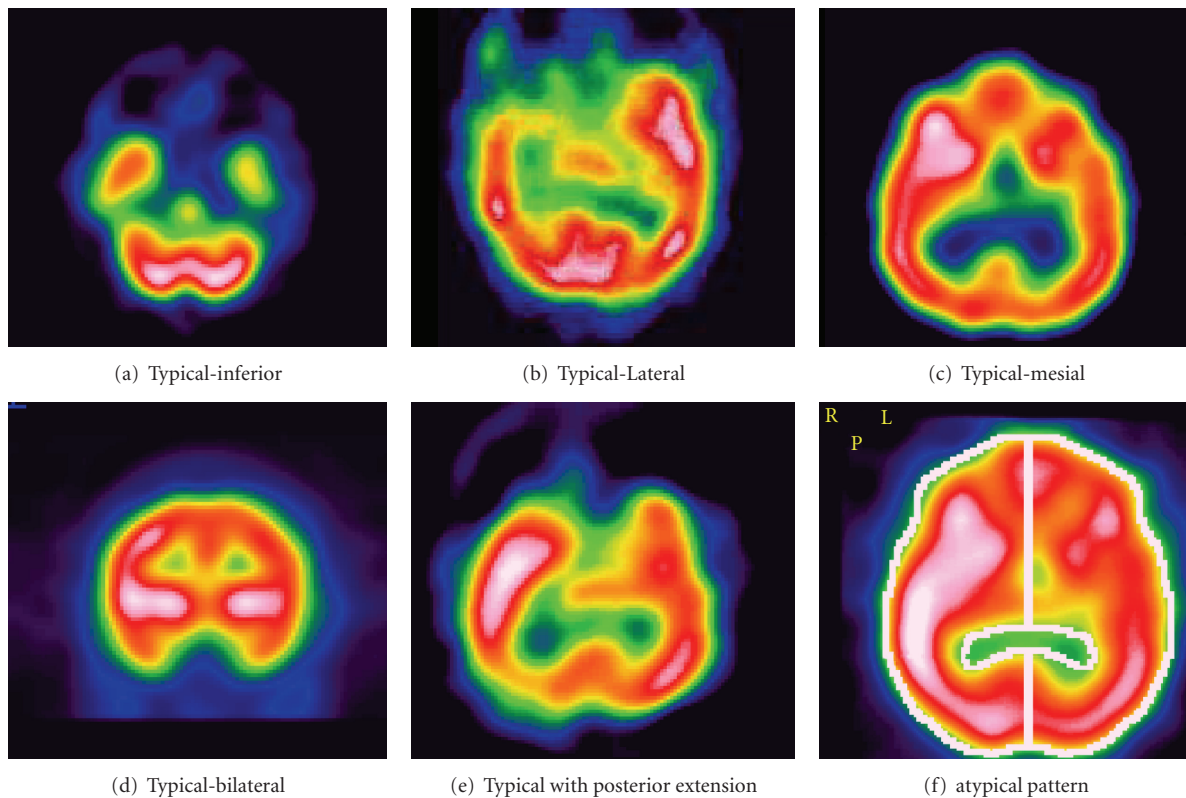 (a) Typical-inferior
(b) Typical-Lateral
(c) Typical-mesial
R
L
P
(d) Typical-bilateral
(e) Typical with posterior extension
(f) atypical pattern